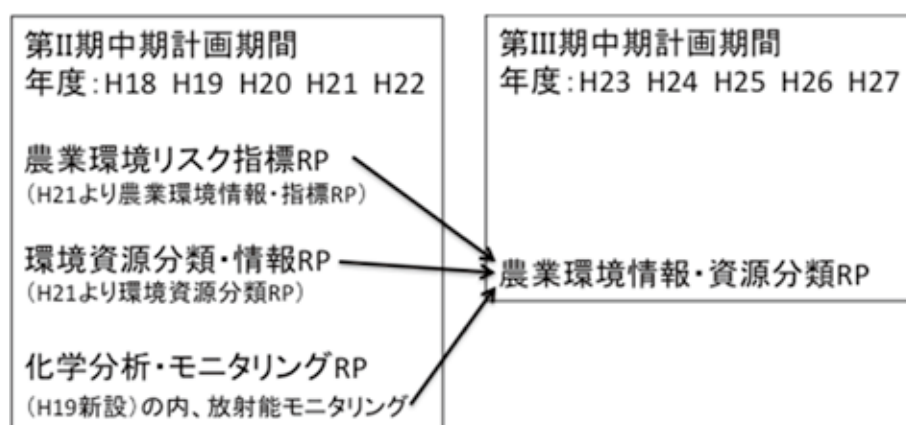 第II期中期計画期間
年度:H18 H19 H20 H21 H22
農業環境リスク指標RP
(H21より農業環境情報・指標RP)
環境資源分類・情報RP
(H21より環境資源分類RP)
化学分析・モニタリングRP
(H19新設)の内、放射能モニタリング
第III期中期計画期間
年度:H23 H24 H25 H26 H27
農業環境情報・資源分類RP